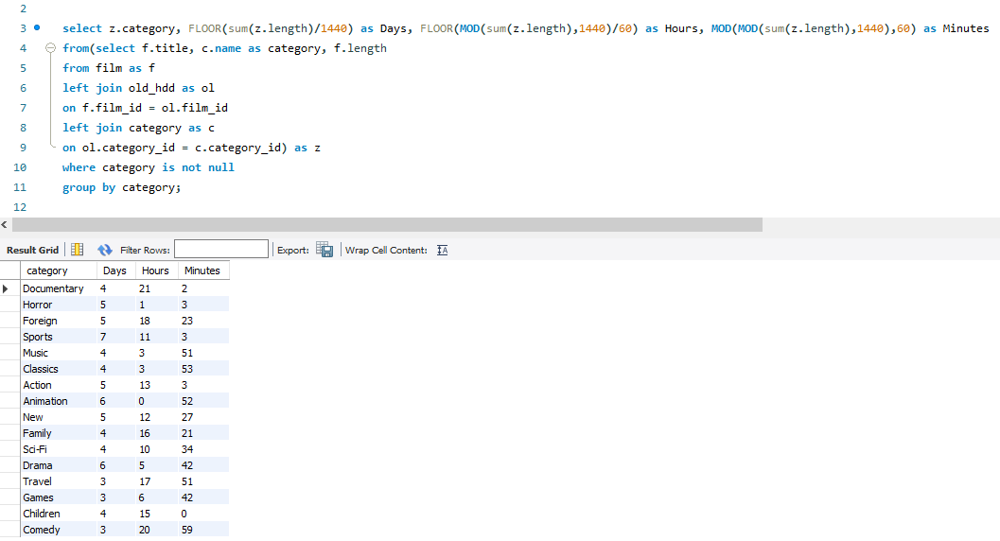 2
3 select z.category, FLOOR(sum(z.length)/1440) as Days, FLOOR(MOD(sum(z.length),1440)/60) as Hours, MOD(MOD(sum(z.length),1440),60) as Minutes
4 from(select f.title, c.name as category, f.length
5 from film as f
6 left join old_hdd as ol
7 on f.film_id = ol.film_id
8 left join category as c
9 on ol.category_id = c.category_id) as z
10 where category is not null
11 group by category;
12
Result Grid Filter Rows: Export: Wrap Cell Content:
category Days Hours Minutes
Documentary 4 21 2
Horror 5 1 3
Foreign 5 18 23
Sports 7 11 3
Music 4 3 51
Classics 4 3 53
Action 5 13 3
Animation 6 0 52
New 5 12 27
Family 4 16 21
Sci-Fi 4 10 34
Drama 6 5 42
Travel 3 17 51
Games 3 6 42
Children 4 15 0
Comedy 3 20 59